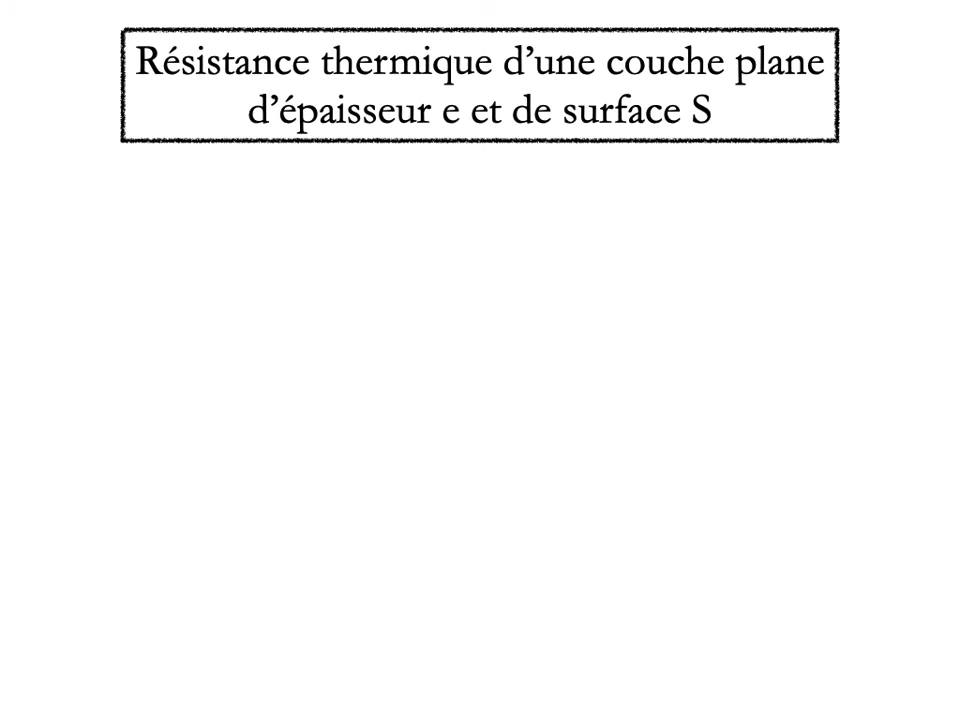 Résistance thermique d’une couche plane
d’épaisseur e et de surface S